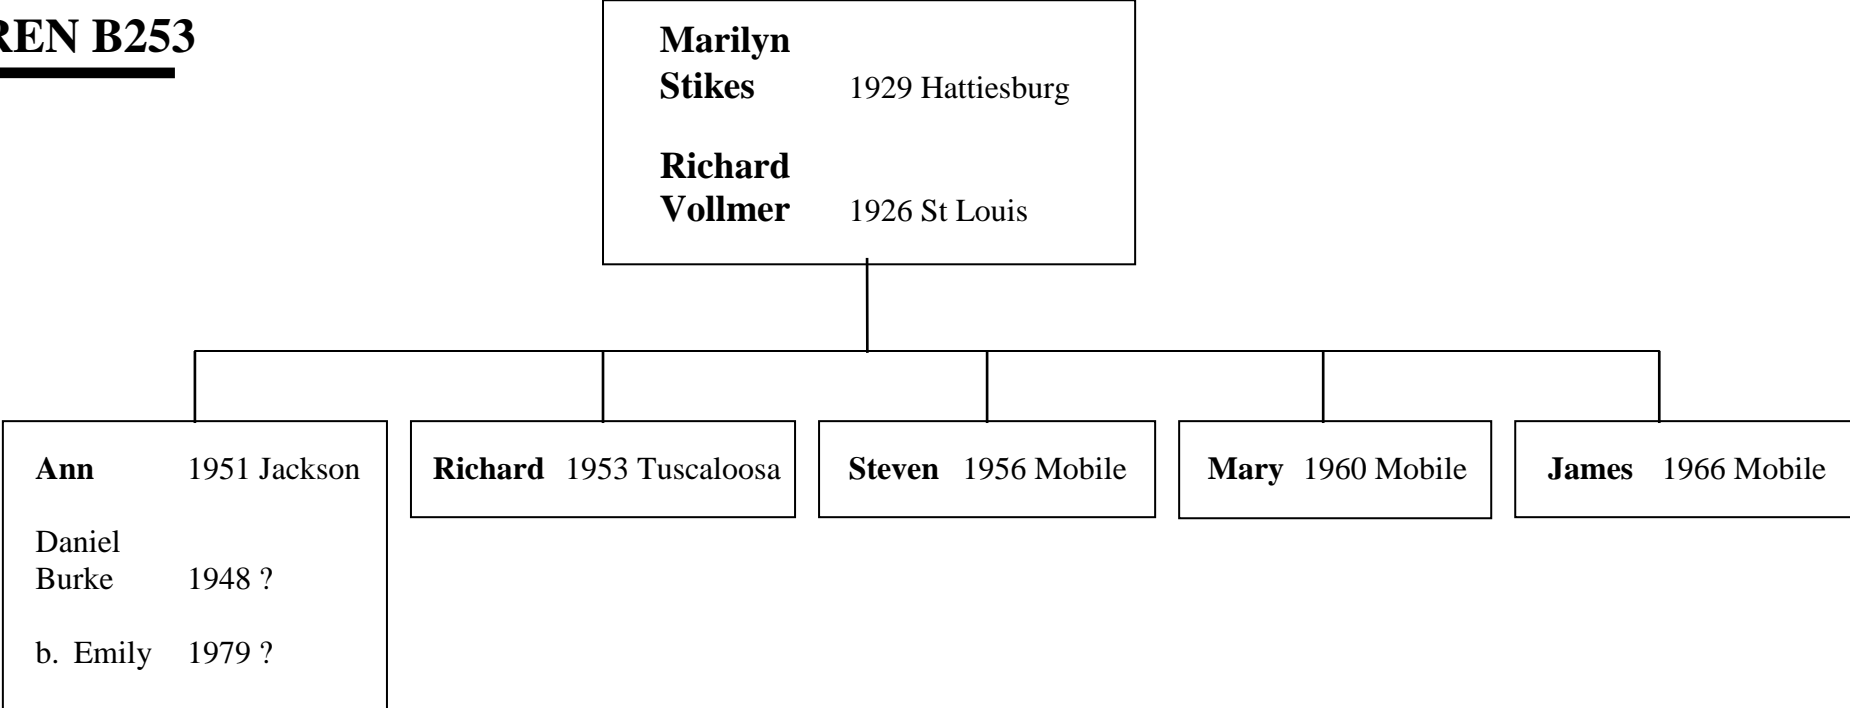 REN B253
Marilyn
Stikes 1929 Hattiesburg
Richard
Vollmer 1926 St Louis
Ann 1951 Jackson
Daniel
Burke 1948 ?
b. Emily 1979 ?
Richard 1953 Tuscaloosa
Steven 1956 Mobile
Mary 1960 Mobile
James 1966 Mobile